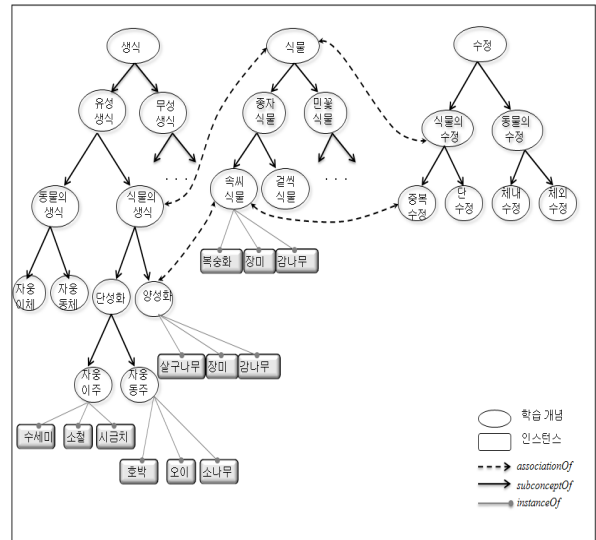 생식
식물
수정
유성
생식
무성
생식
종자
식물
민꽃
식물
식물의
수정
동물의
수정
. . .
. . .
동물의
생식
식물의
생식
속씨
식물
겉씩
식물
중복
수정
단
수정
체내
수정
체외
수정
복숭화
장미
감나무
자웅
이체
자웅
동체
단성화
양성화
살구나무
장미
감나무
자웅
이주
자웅
동주
수세미
소철
시금치
호박
오이
소나무
학습 개념
인스턴스
associationOf
subconceptOf
instanceOf